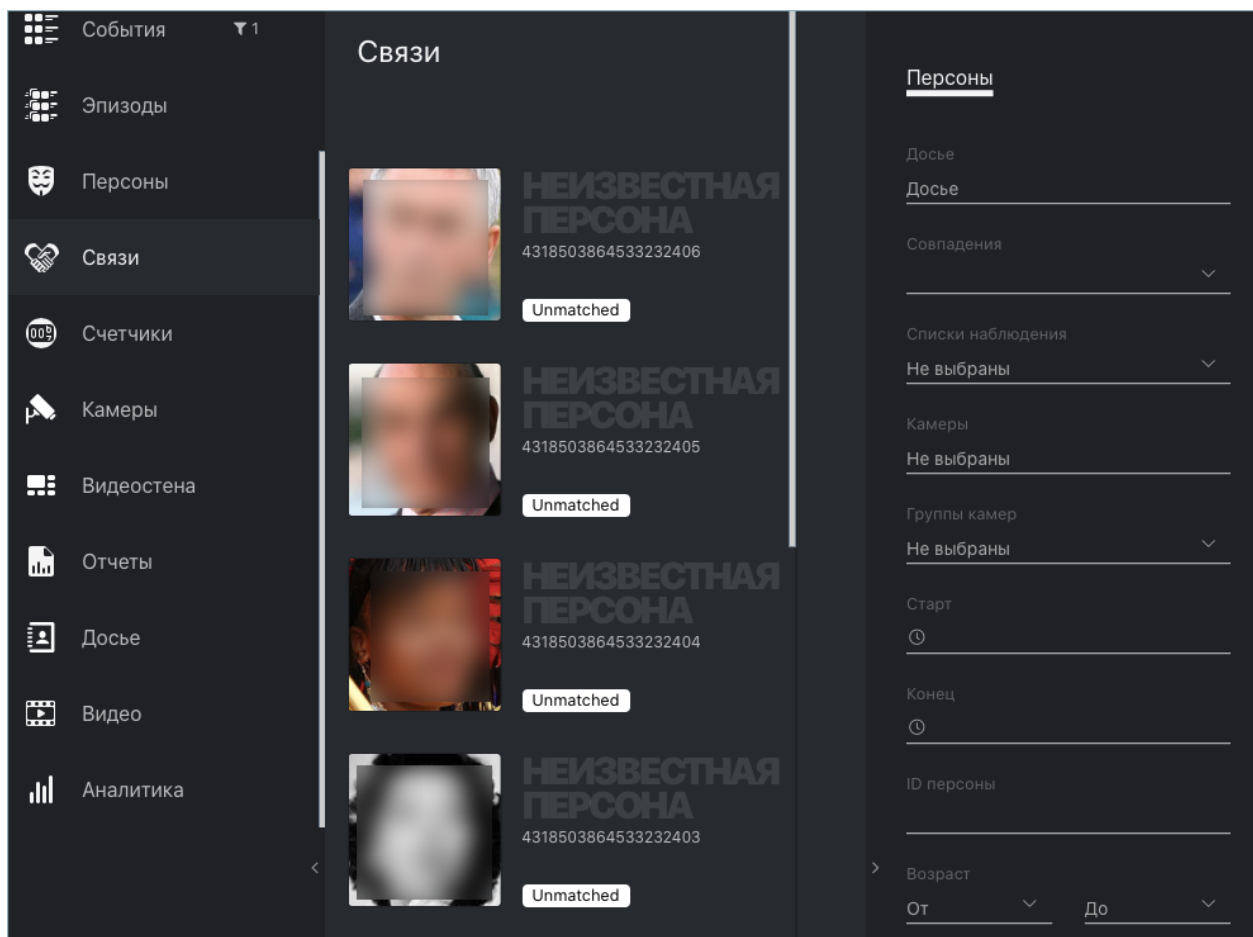 События
1
Эпизоды
Персоны
Связи
Счетчики
Камеры
Видеостена
Отчеты
Досье
Видео
Аналитика
Связи
НЕИЗВЕСТНАЯ
ПЕРСОНА
4318503864533232406
Unmatched
НЕИЗВЕСТНАЯ
ПЕРСОНА
4318503864533232405
Unmatched
НЕИЗВЕСТНАЯ
ПЕРСОНА
4318503864533232404
Unmatched
НЕИЗВЕСТНАЯ
ПЕРСОНА
4318503864533232403
Unmatched
Персоны
Досье
Досье
Совпадения
Списки наблюдения
Не выбраны
Камеры
Не выбраны
Группы камер
Не выбраны
Старт
Конец
ID персоны
Возраст
От
До